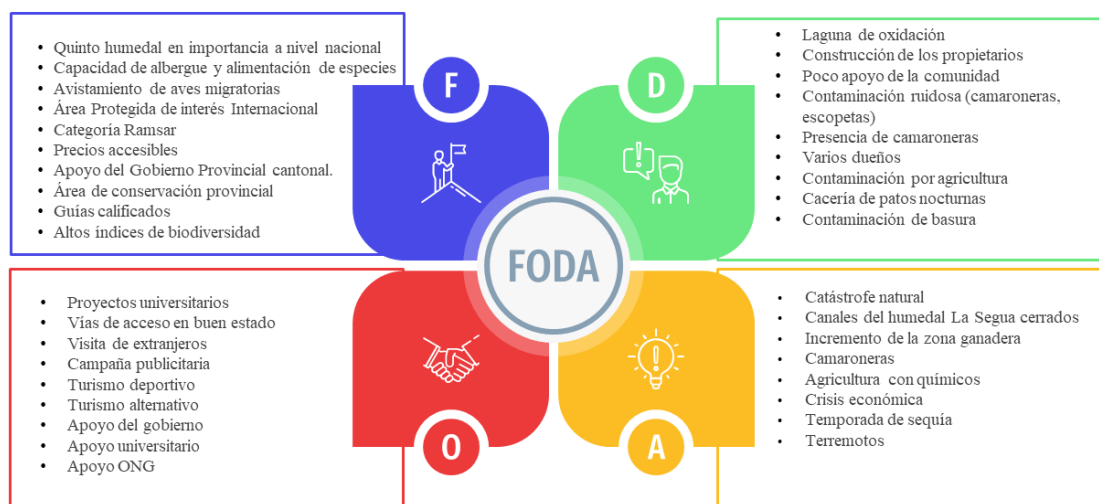 Quinto humedal en importancia a nivel nacional
Capacidad de albergue y alimentación de especies
Avistamiento de aves migratorias
Área Protegida de interés Internacional
Categoría Ramsar
Precios accesibles
Apoyo del Gobierno Provincial cantonal.
Área de conservación provincial
Guías calificados
Altos índices de biodiversidad
F
D
Laguna de oxidación
Construcción de los propietarios
Poco apoyo de la comunidad
Contaminación ruidosa (camaroneras,
escopetas)
Presencia de camaroneras
Varios dueños
Contaminación por agricultura
Cacería de patos nocturnas
Contaminación de basura
FODA
Proyectos universitarios
Vías de acceso en buen estado
Visita de extranjeros
Campaña publicitaria
Turismo deportivo
Turismo alternativo
Apoyo del gobierno
Apoyo universitario
Apoyo ONG
O
A
Catástrofe natural
Canales del humedal La Segua cerrados
Incremento de la zona ganadera
Camaroneras
Agricultura con químicos
Crisis económica
Temporada de sequía
Terremotos